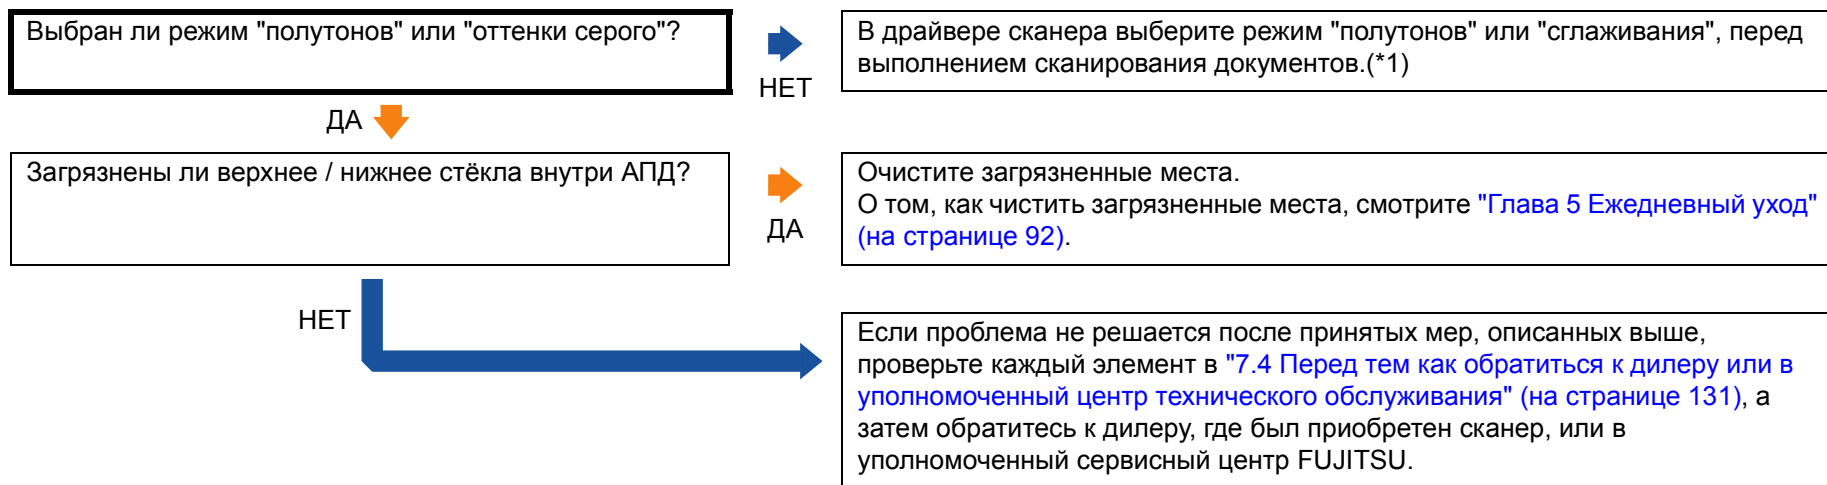 Выбран ли режим "полутонов" или "оттенки серого"?
НЕТ
В драйвере сканера выберите режим "полутонов" или "сглаживания", перед
выполнением сканирования документов.(*1)
ДА
Загрязнены ли верхнее / нижнее стёкла внутри АПД?
ДА
Очистите загрязненные места.
О том, как чистить загрязненные места, смотрите "Глава 5 Ежедневный уход"
(на странице 92).
НЕТ
Если проблема не решается после принятых мер, описанных выше,
проверьте каждый элемент в "7.4 Перед тем как обратиться к дилеру или в
уполномоченный центр технического обслуживания" (на странице 131), а
затем обратитесь к дилеру, где был приобретен сканер, или в
уполномоченный сервисный центр FUJITSU.